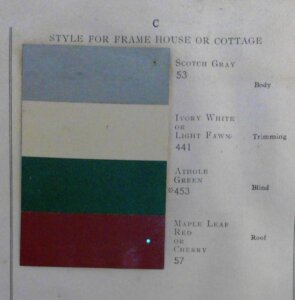 C
STYLE FOR FRAME HOUSE OR COTTAGE
SCOTCH GRAY
53
Body
IVORY WHITE
OR
LIGHT FAWN
441
Trimming
ATHOLE
GREEN
*453
Blind
MAPLE LEAF
RED
OR
CHERRY
57
Roof